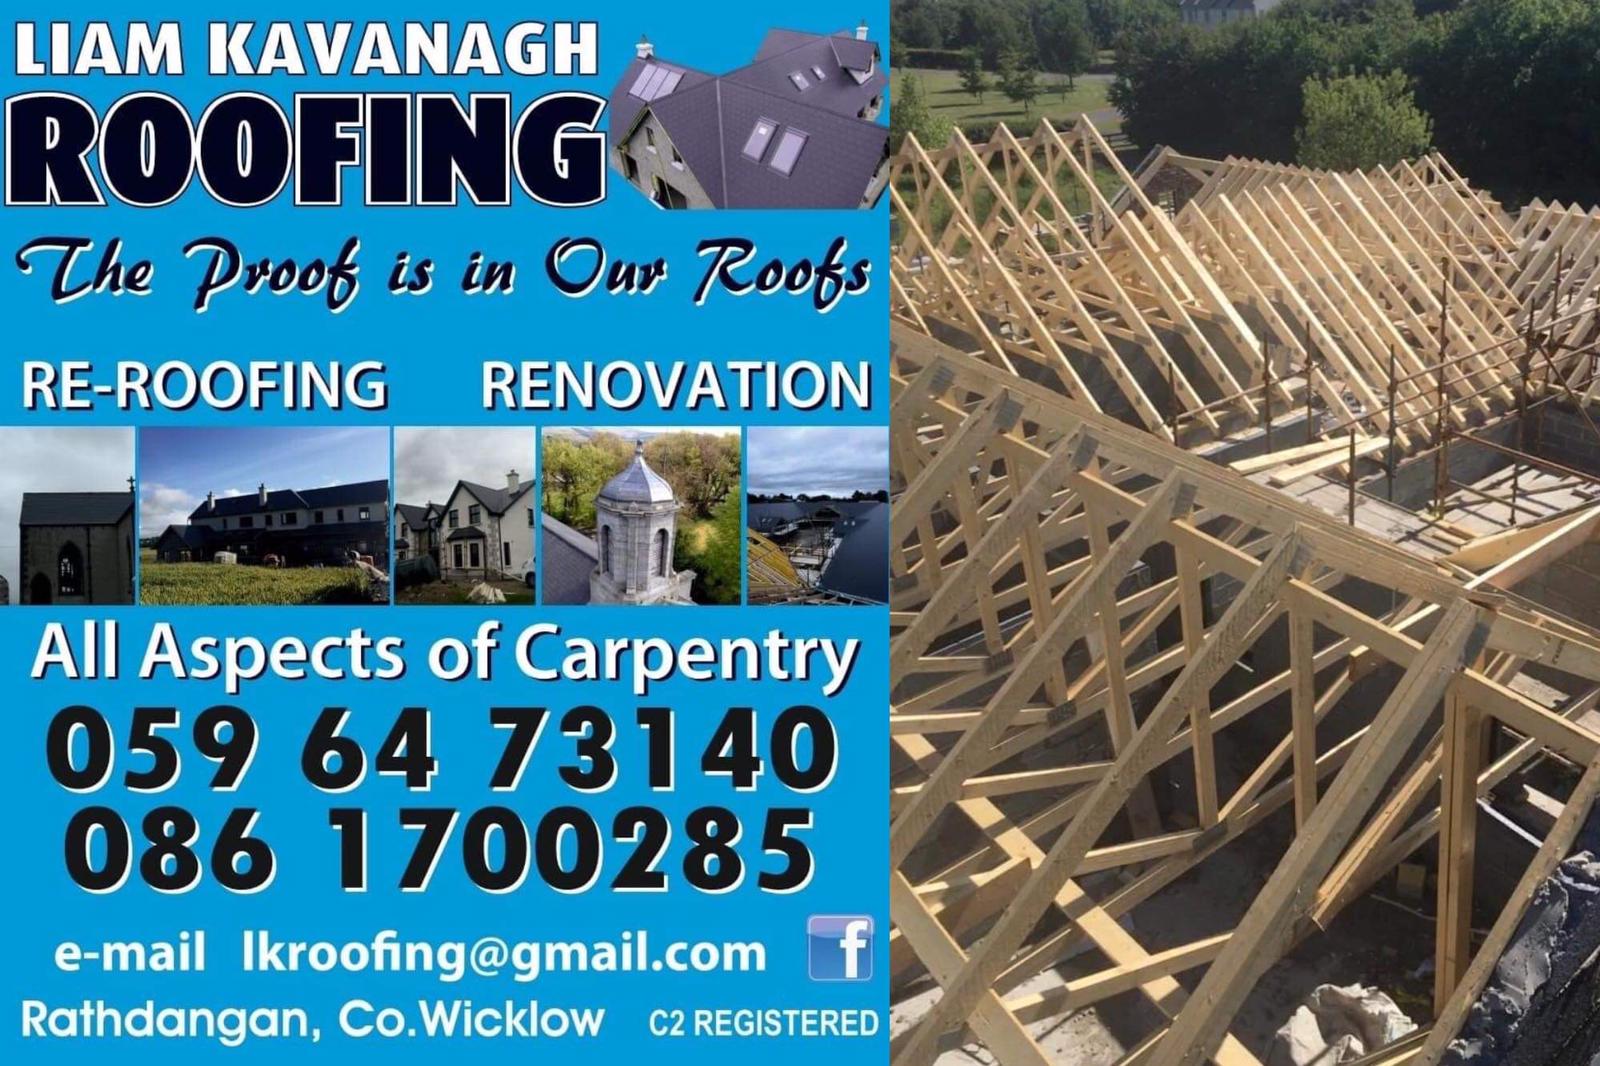 LIAM KAVANAGH
ROOFING
The Proof is in Our Roofs
RE-ROOFING RENOVATION
All Aspects of Carpentry
059 64 73140
086 1700285
e-mail lkroofing@gmail.com f
Rathdangan, Co.Wicklow C2 REGISTERED